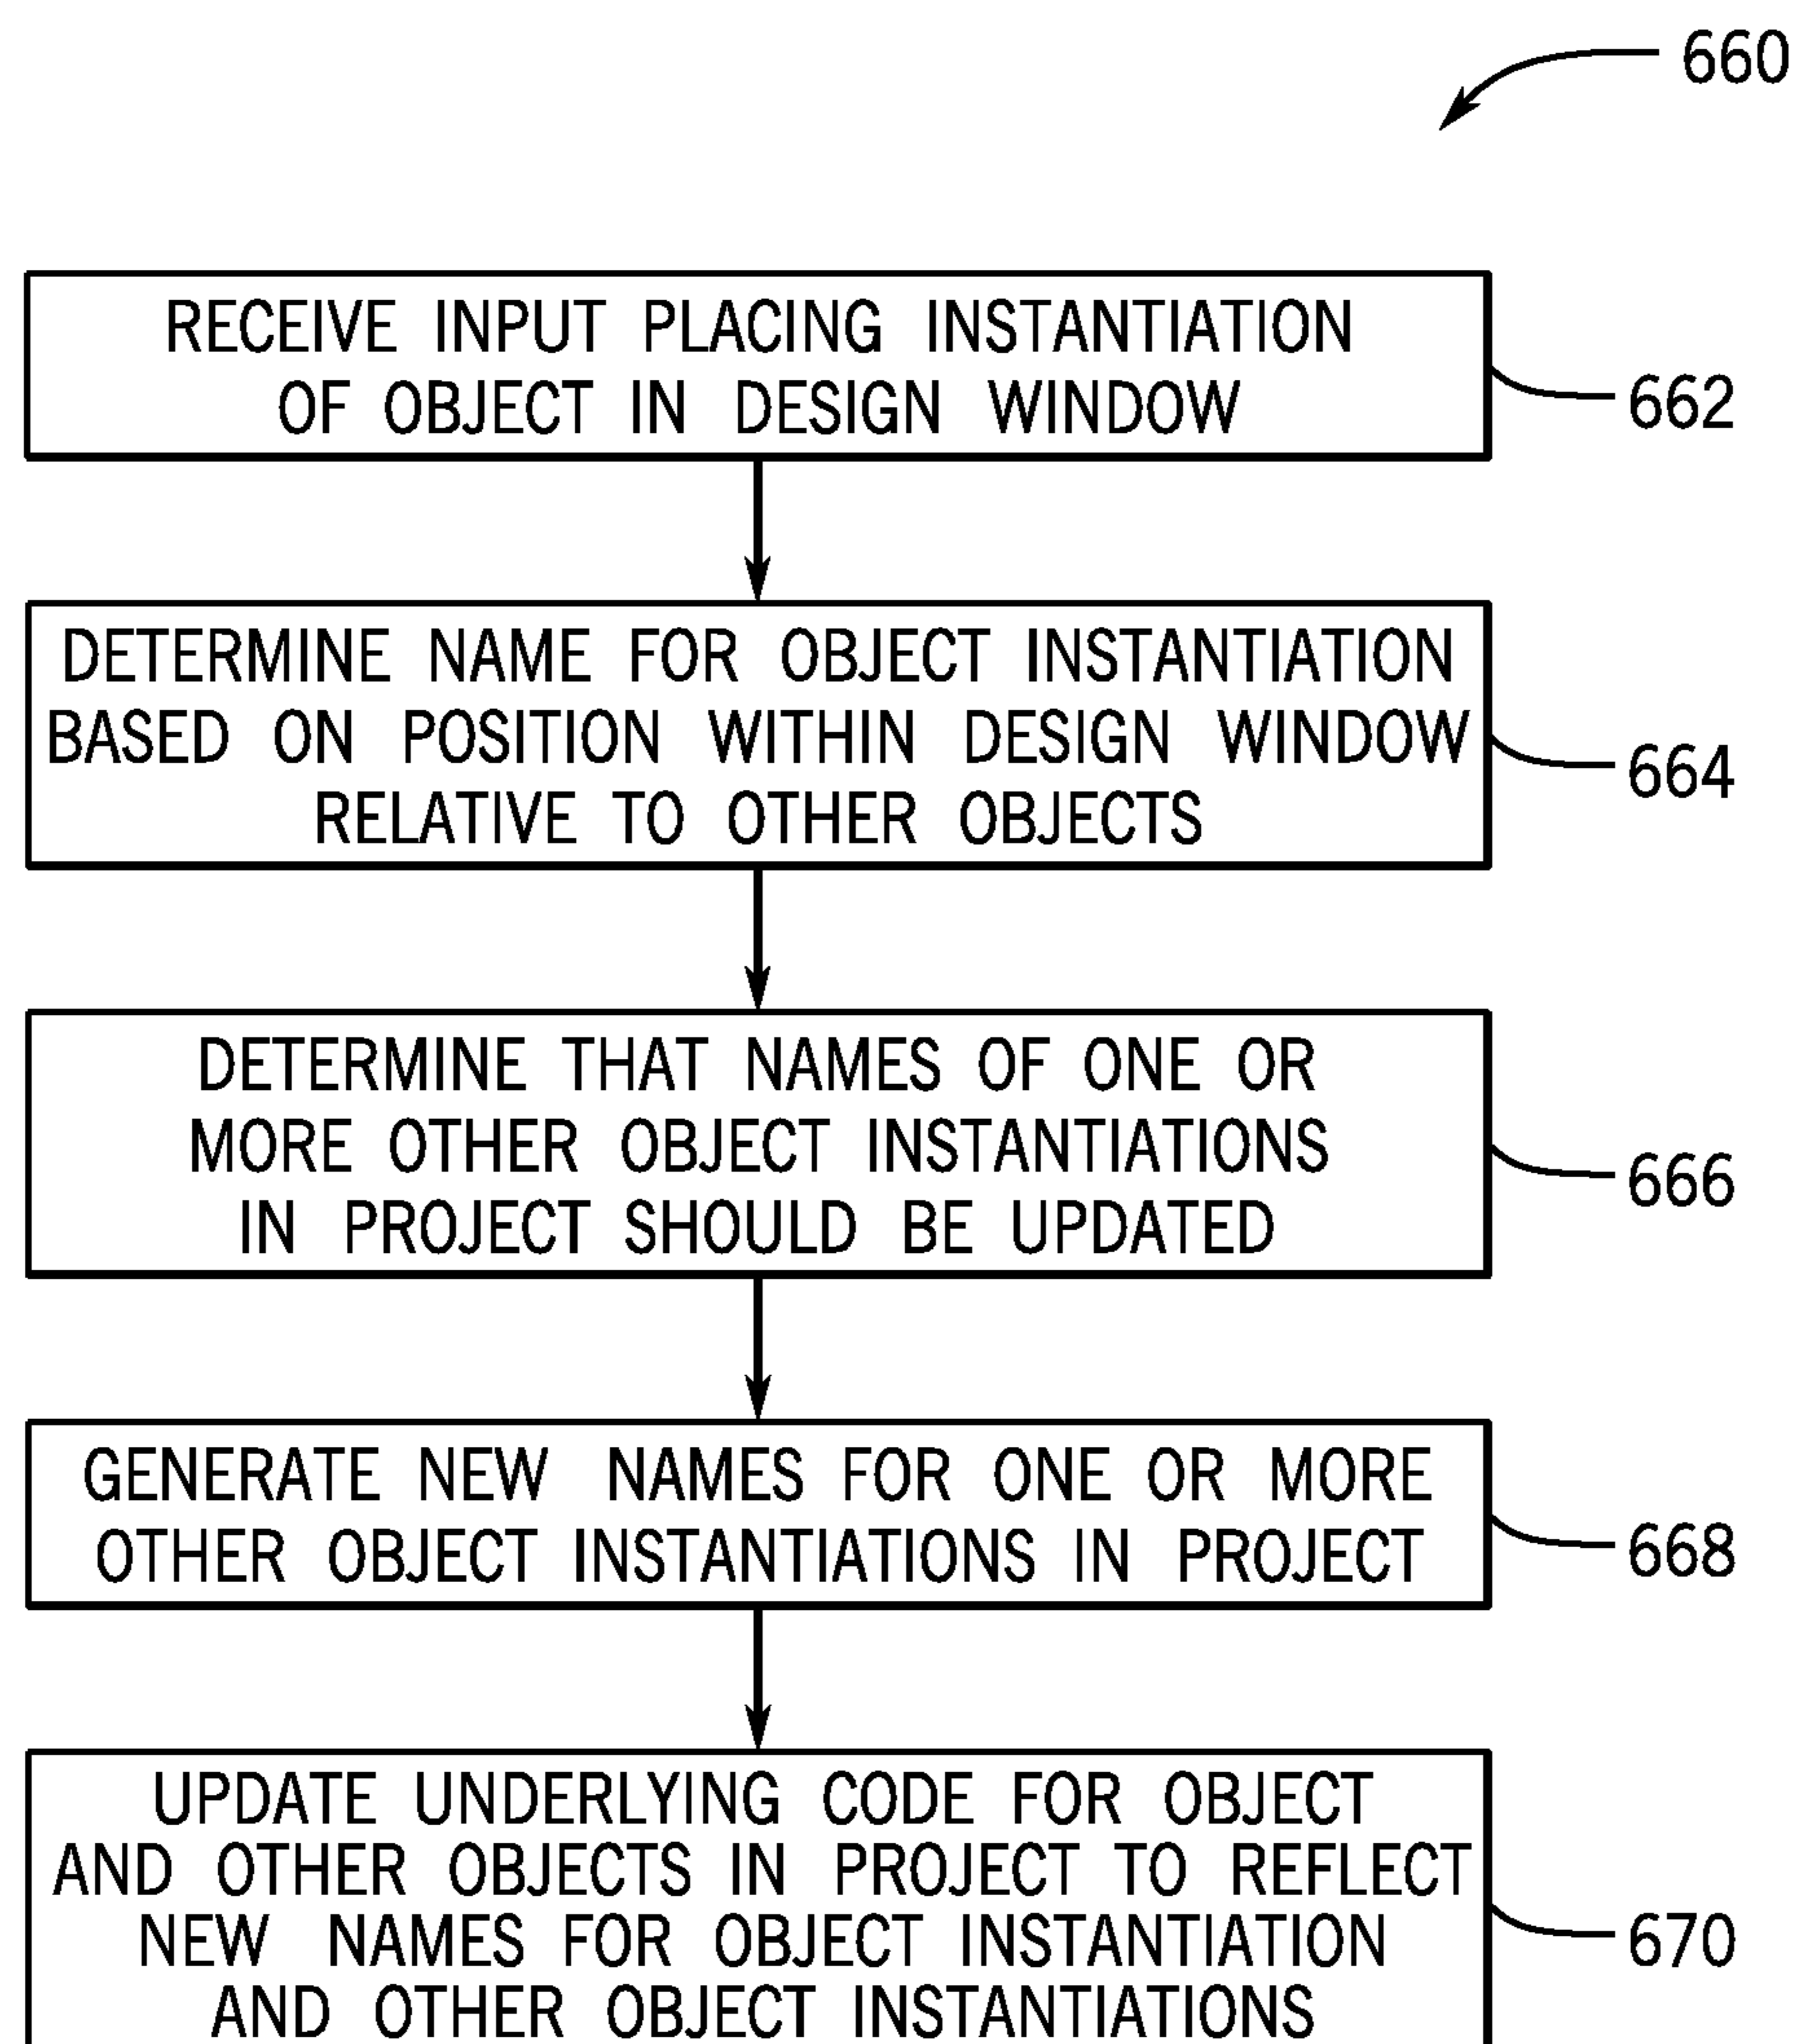 660
RECEIVE INPUT PLACING INSTANTIATION
OF OBJECT IN DESIGN WINDOW
662
DETERMINE NAME FOR OBJECT INSTANTIATION
BASED ON POSITION WITHIN DESIGN WINDOW
RELATIVE TO OTHER OBJECTS
664
DETERMINE THAT NAMES OF ONE OR
MORE OTHER OBJECT INSTANTIATIONS
IN PROJECT SHOULD BE UPDATED
666
GENERATE NEW NAMES FOR ONE OR MORE
OTHER OBJECT INSTANTIATIONS IN PROJECT
668
UPDATE UNDERLYING CODE FOR OBJECT
AND OTHER OBJECTS IN PROJECT TO REFLECT
NEW NAMES FOR OBJECT INSTANTIATION
AND OTHER OBJECT INSTANTIATIONS
670